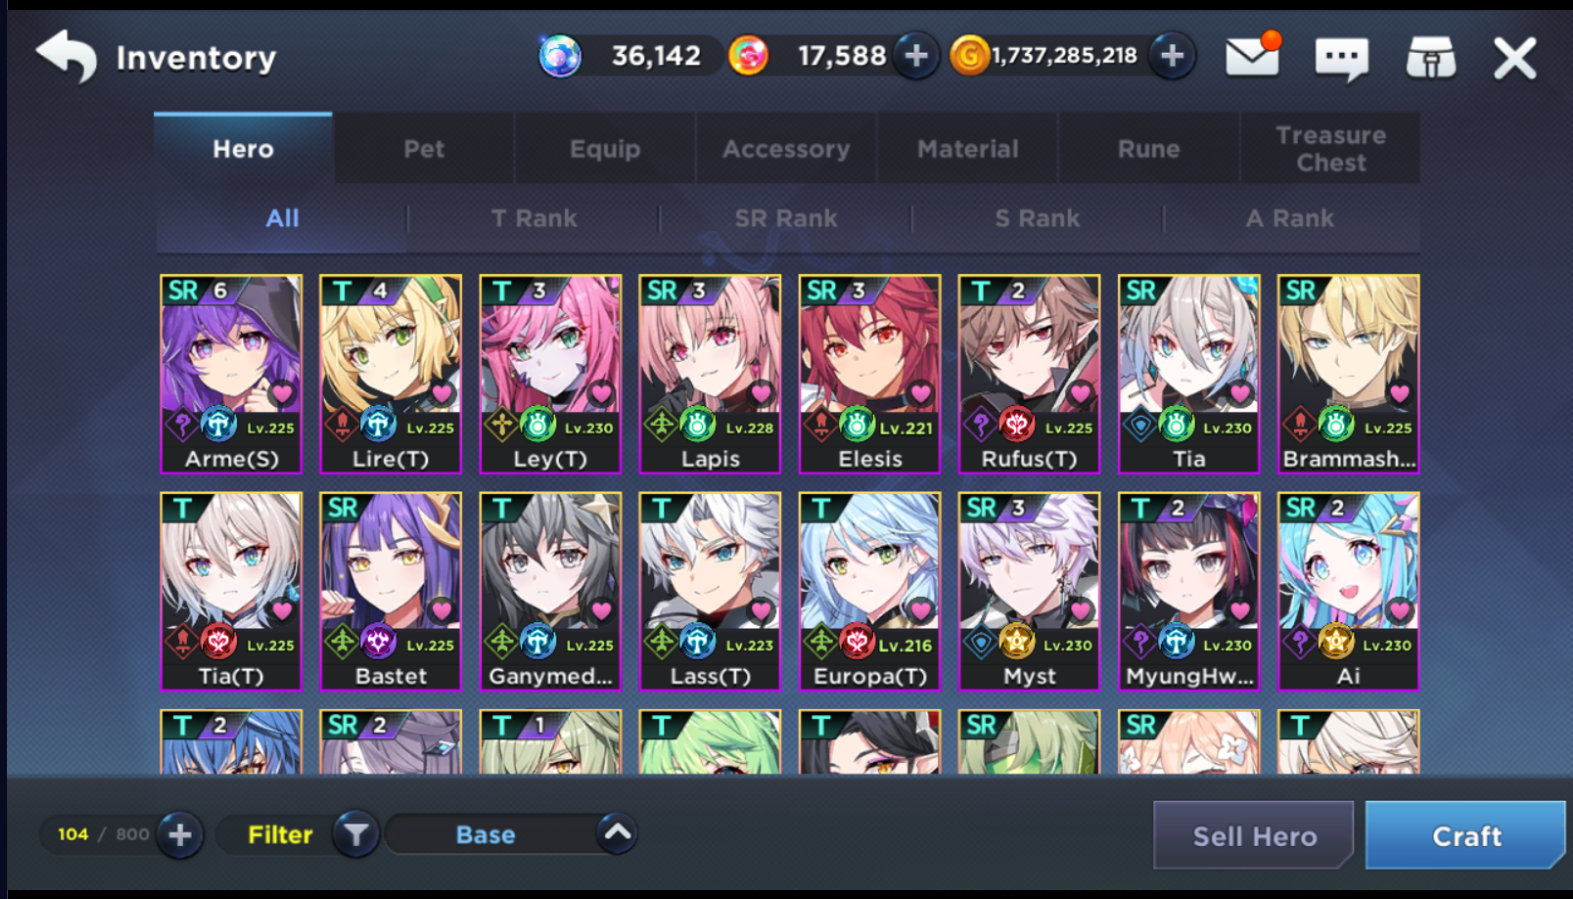 Inventory
36,142
17,588
1,737,285,218
Hero
Pet
Equip
Accessory
Material
Rune
Treasure
Chest
All
T Rank
SR Rank
S Rank
A Rank
SR 6
T 4
T 3
SR 3
SR 3
T 2
SR
SR
Lv.225
Lv.225
Lv.230
Lv.228
Lv.221
Lv.225
Lv.230
Lv.225
Arme(S)
Lire(T)
Ley(T)
Lapis
Elesis
Rufus(T)
Tia
Brammash...
T
SR
T
T
T
SR 3
T 2
SR 2
Lv.225
Lv.225
Lv.225
Lv.223
Lv.216
Lv.230
Lv.230
Lv.230
Tia(T)
Bastet
Ganymed...
Lass(T)
Europa(T)
Myst
MyungHw...
Ai
T 2
SR 2
T 1
T
T
SR
SR
T
104 / 800
Filter
Base
Sell Hero
Craft